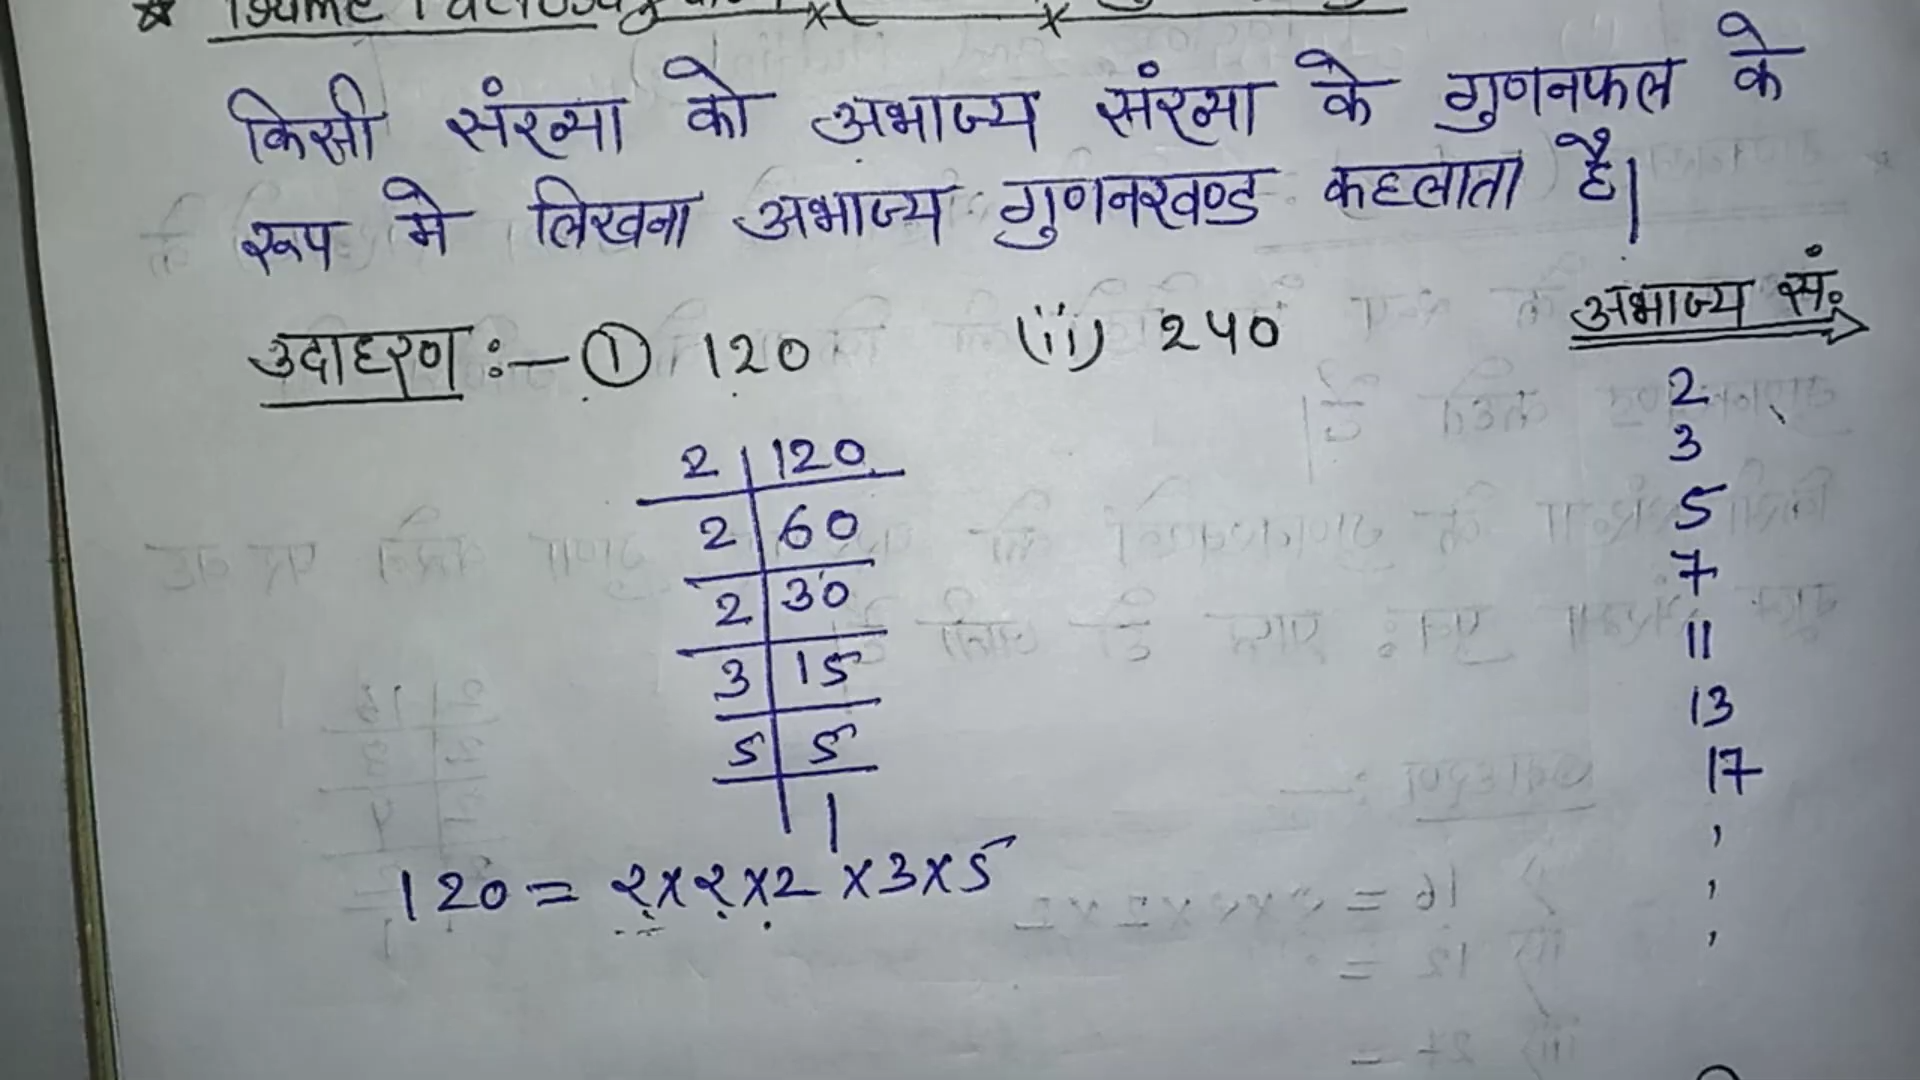 किसी संख्या को अभाज्य संख्या के गुणनफल के
रूप मे लिखना अभाज्य गुणनखण्ड कहलाता है।
उदाहरण :— ① 120 (ii) 240
अभाज्य सं०
2
3
5
7
11
13
17
,
,
,
2 | 120
2 | 60
2 | 30
3 | 15
5 | 5
1
120 = 2×2×2×3×5